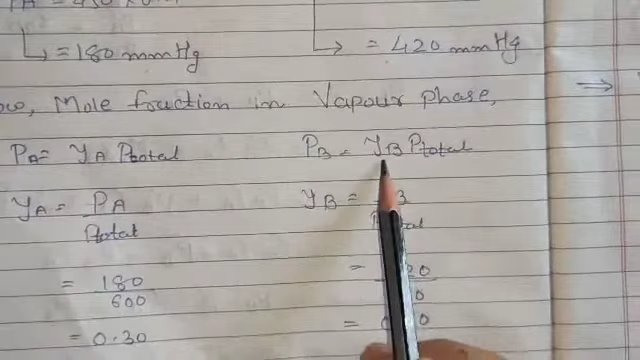 = 180 mmHg
= 420 mmHg
Mole fraction in Vapour phase,
PA = YA Ptotal
PB = YB Ptotal
YA = PA / Ptotal
YB =
= 180 / 600
=
= 0.30
=